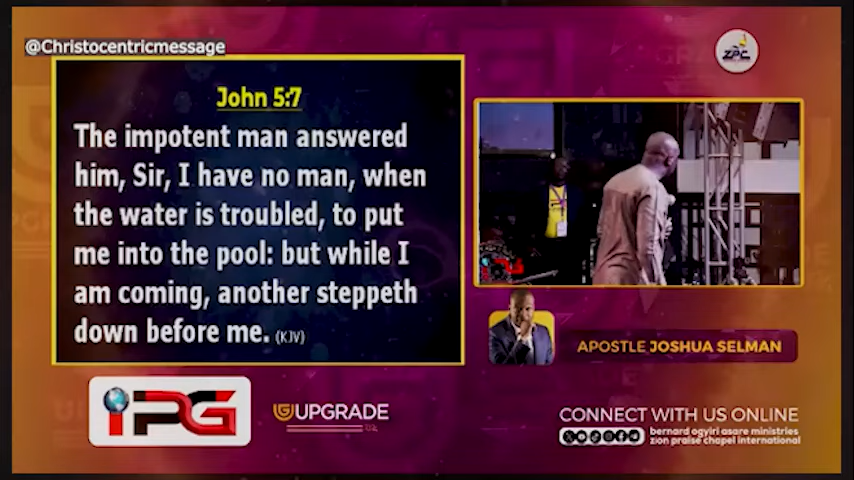 @Christocentricmessage
ZPC
John 5:7
The impotent man answered
him, Sir, I have no man, when
the water is troubled, to put
me into the pool: but while I
am coming, another steppeth
down before me. (KJV)
APOSTLE JOSHUA SELMAN
iPG
UPGRADE
CONNECT WITH US ONLINE
bernard ogyiri asare ministries
zion praise chapel international